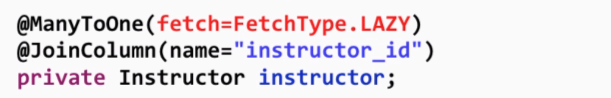 @ManyToOne(fetch=FetchType.LAZY)
@JoinColumn(name="instructor_id")
private Instructor instructor;